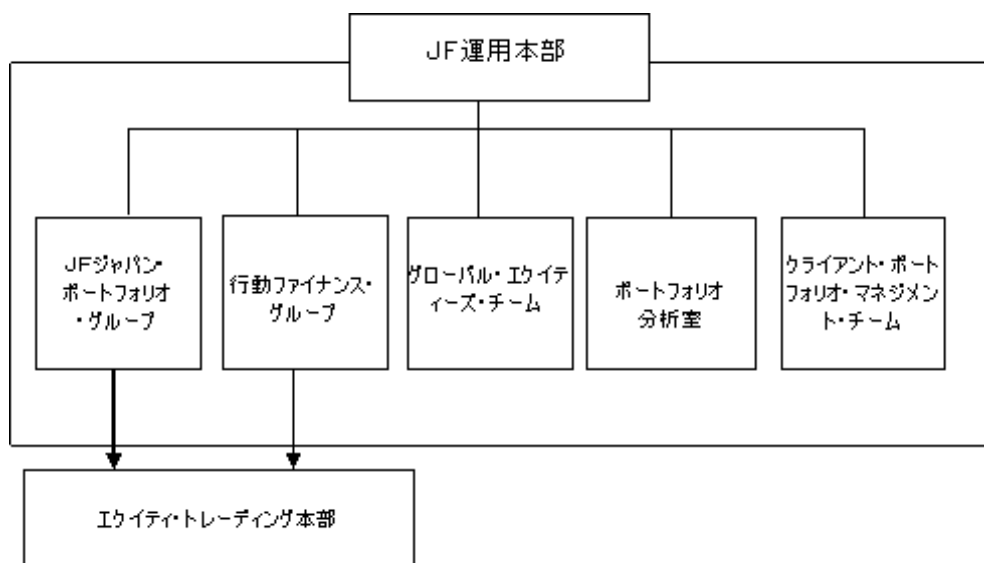 JF運用本部
JFジャパン・
ポートフォリオ
・グループ
行動ファイナンス・
グループ
グローバル・エクイティ
ーズ・チーム
ポートフォリオ
分析室
クライアント・ポート
フォリオ・マネジメン
ト・チーム
エクイティ・トレーディング本部